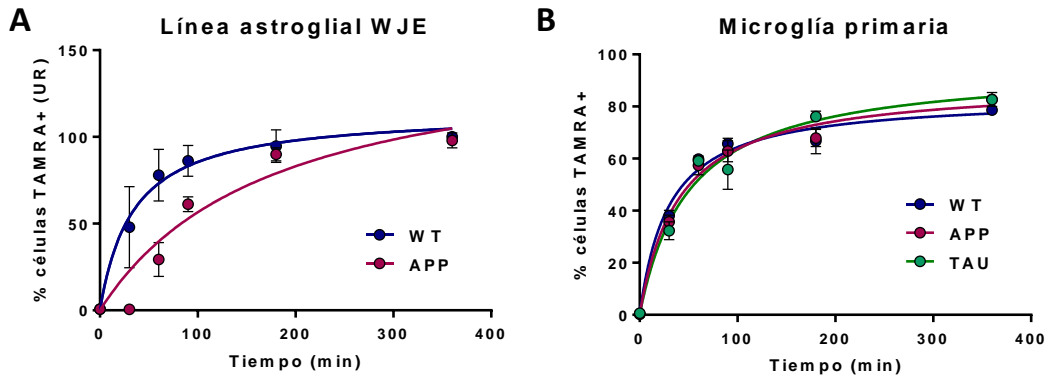 A
Línea astroglial WJE
% células TAMRA+ (UR)
150
100
50
0
0
100
200
300
400
Tiempo (min)
WT
APP
B
Microglía primaria
% células TAMRA+
100
80
60
40
20
0
0
100
200
300
400
Tiempo (min)
WT
APP
TAU